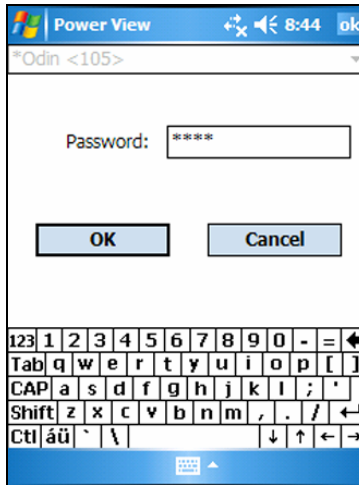 Power View 8:44 ok
*Odin <105>
Password: ****
OK Cancel
123 1 2 3 4 5 6 7 8 9 0 - =
Tab q w e r t y u i o p [ ]
CAP a s d f g h j k l ; '
Shift z x c v b n m , . /
Ctl áü ` \